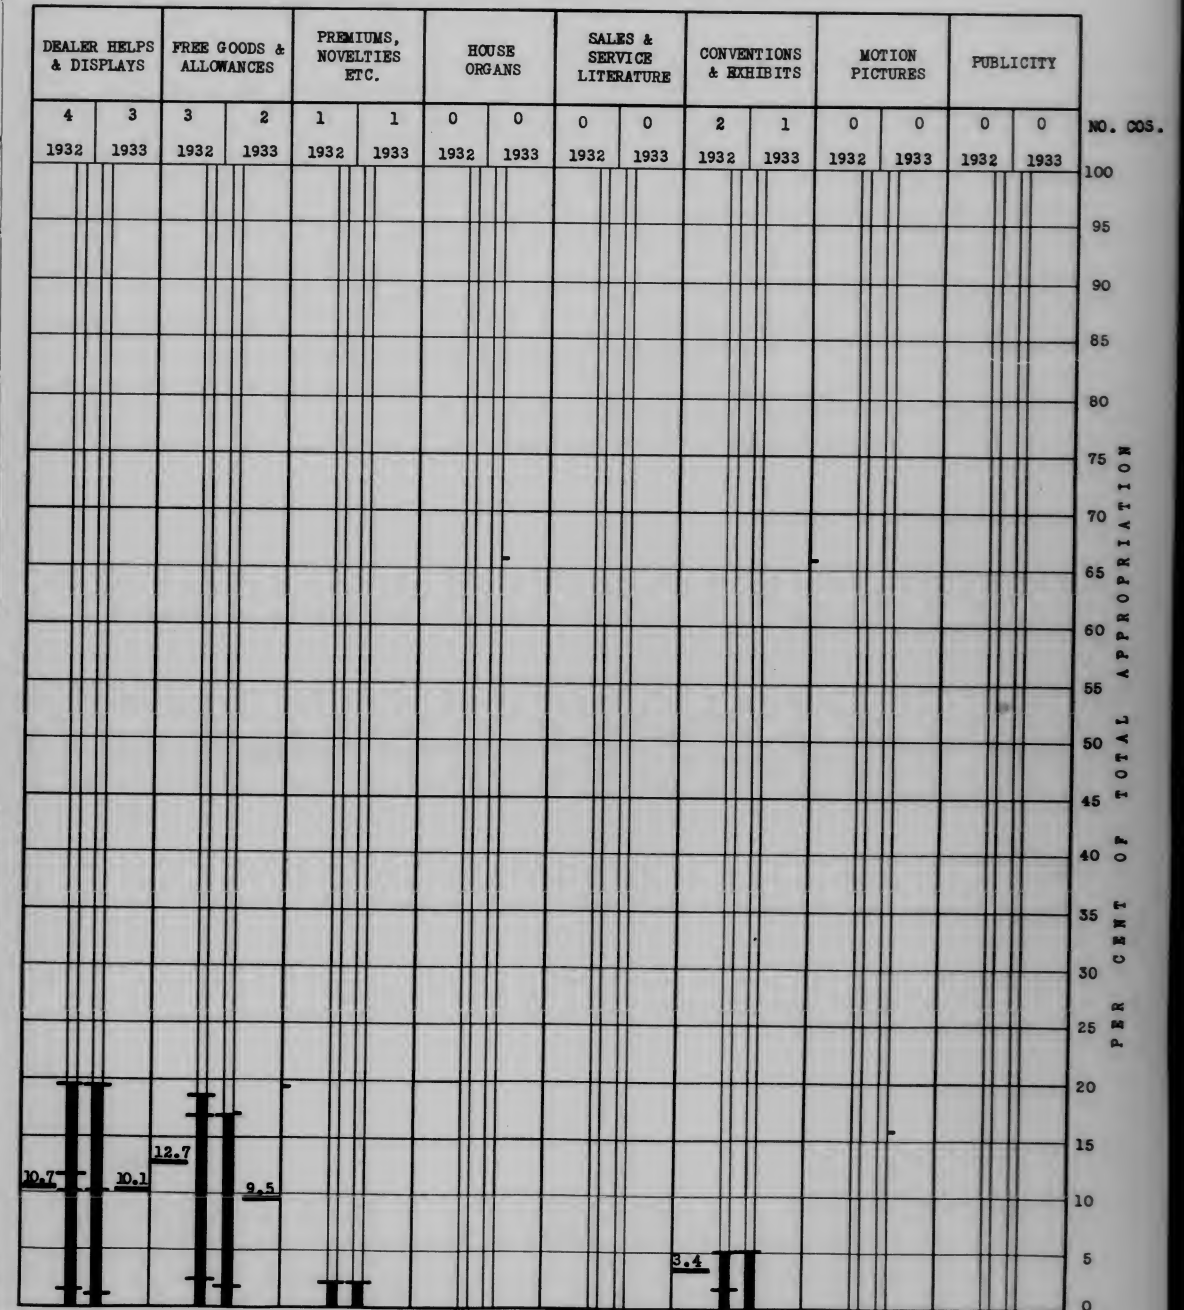 DEALER HELPS
& DISPLAYS
FREE GOODS &
ALLOWANCES
PREMIUMS,
NOVELTIES
ETC.
HOUSE
ORGANS
SALES &
SERVICE
LITERATURE
CONVENTIONS
& EXHIBITS
MOTION
PICTURES
PUBLICITY
4 3 3 2 1 1 0 0 0 0 2 1 0 0 0 0 NO. COS.
1932 1933 1932 1933 1932 1933 1932 1933 1932 1933 1932 1933 1932 1933 1932 1933
100
95
90
85
80
75
70
65
60
55
50
45
40
35
30
25
20
15
10
5
0
PER CENT OF TOTAL APPROPRIATION
10.7
10.1
12.7
9.5
3.4